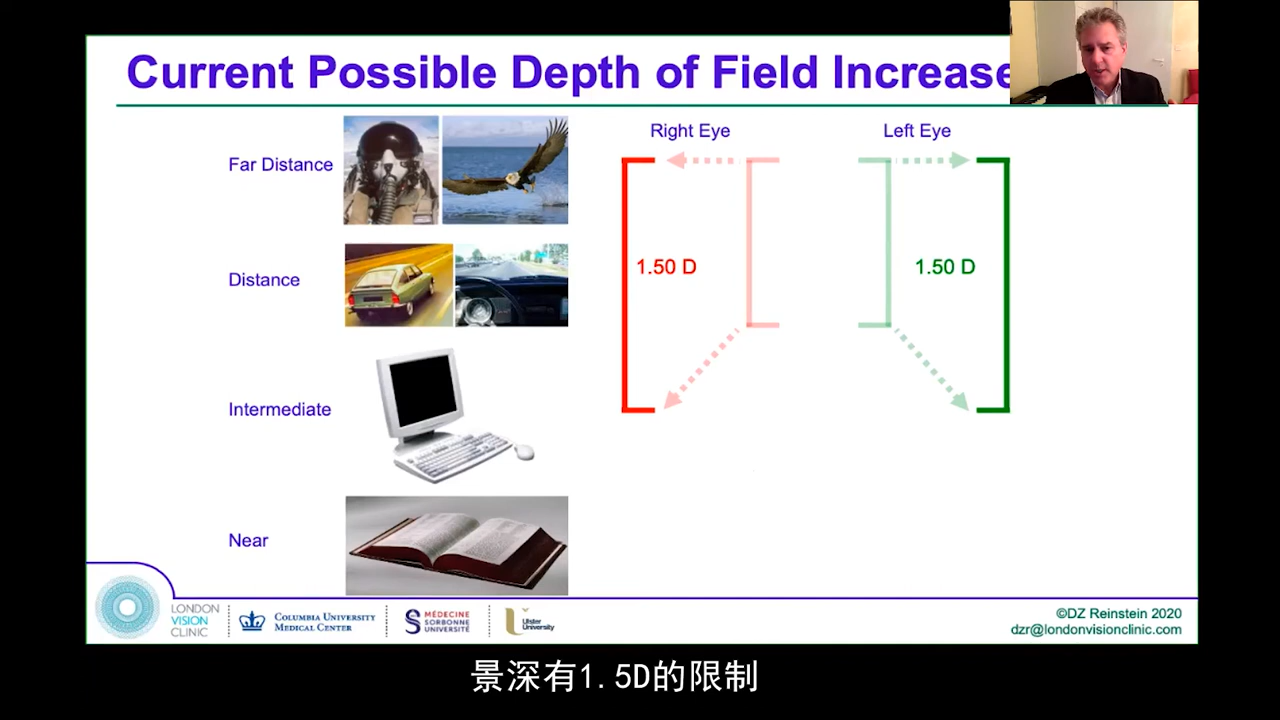 Current Possible Depth of Field Increase
Right Eye
Left Eye
Far Distance
1.50 D
1.50 D
Distance
Intermediate
Near
LONDON
VISION
CLINIC
COLUMBIA UNIVERSITY
MEDICAL CENTER
MÉDECINE
SORBONNE
UNIVERSITÉ
Ulster
University
©DZ Reinstein 2020
dzr@londonvisionclinic.com
景深有1.5D的限制